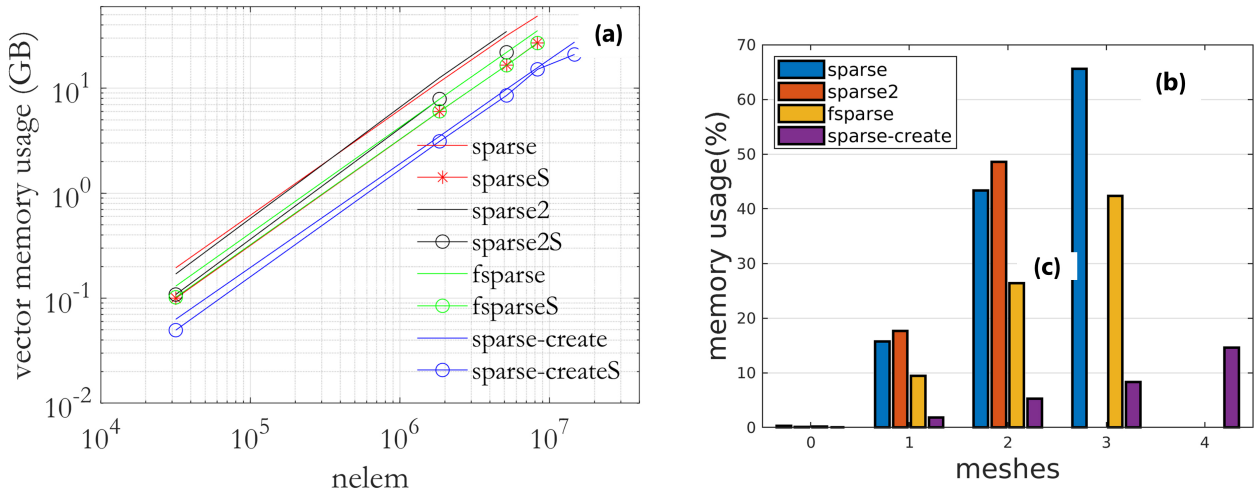 (a)
vector memory usage (GB)
10^1
10^0
10^-1
10^-2
sparse
sparseS
sparse2
sparse2S
fsparse
fsparseS
sparse-create
sparse-createS
10^4 10^5 10^6 10^7
nelem
(b)
(c)
memory usage(%)
70
60
50
40
30
20
10
0
sparse
sparse2
fsparse
sparse-create
0 1 2 3 4
meshes